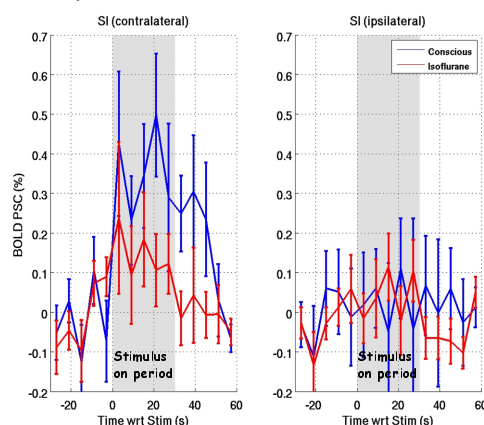 SI (contralateral)
SI (ipsilateral)
BOLD PSC (%)
0.7
0.6
0.5
0.4
0.3
0.2
0.1
0
-0.1
-0.2
0.7
0.6
0.5
0.4
0.3
0.2
0.1
0
-0.1
-0.2
Conscious
Isoflurane
Stimulus
on period
Stimulus
on period
-20 0 20 40 60
-20 0 20 40 60
Time wrt Stim (s)
Time wrt Stim (s)